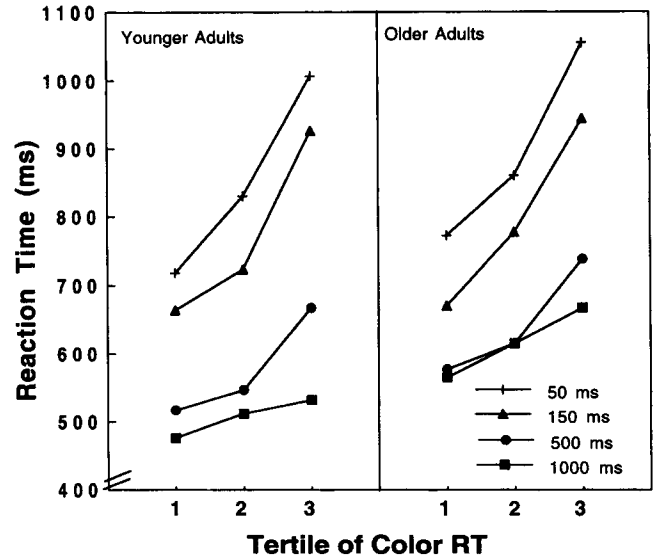 Reaction Time (ms)
1100
1000
900
800
700
600
500
400
Younger Adults
Older Adults
50 ms
150 ms
500 ms
1000 ms
1 2 3 1 2 3
Tertile of Color RT